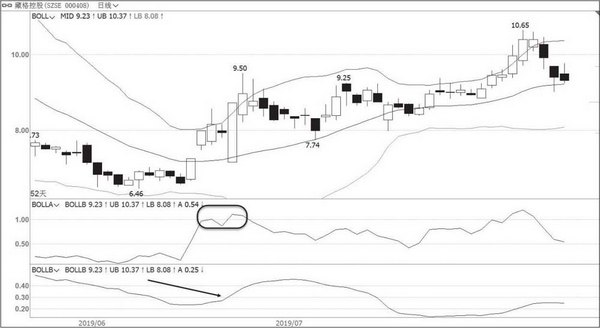 藏格控股(SZSE 000408) 日线
BOLL MID 9.23↑ UB 10.37↑ LB 8.08↑
10.65
10.00
9.50
9.25
8.00
.73
7.74
6.46
52天
BOLLA BOLLB 9.23↑ UB 10.37↑ LB 8.08↑ A 0.54↓
1.00
0.50
BOLLB BOLLB 9.23↑ UB 10.37↑ LB 8.08↑ A 0.25↓
0.40
0.30
0.20
2019/06 2019/07